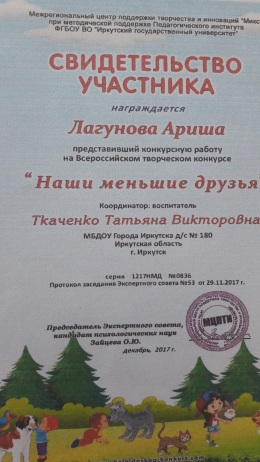 Межрегиональный центр поддержки творчества и инноваций "Микс
при методической поддержке Педагогического института
ФГБОУ ВО "Иркутский государственный университет"
СВИДЕТЕЛЬСТВО
УЧАСТНИКА
награждается
Лагунова Ариша
представивший конкурсную работу
на Всероссийском творческом конкурсе
"Наши меньшие друзья
Координатор: воспитатель
Ткаченко Татьяна Викторовна
МБДОУ Города Иркутска д/с № 180
Иркутская область
г. Иркутск
серия 1217НМД №0836
Протокол заседания Экспертного совета №53 от 29.11.2017 г.
МЦПТИ
Председатель Экспертного совета,
кандидат психологических наук
Зайцева О.Ю.
декабрь, 2017 г.